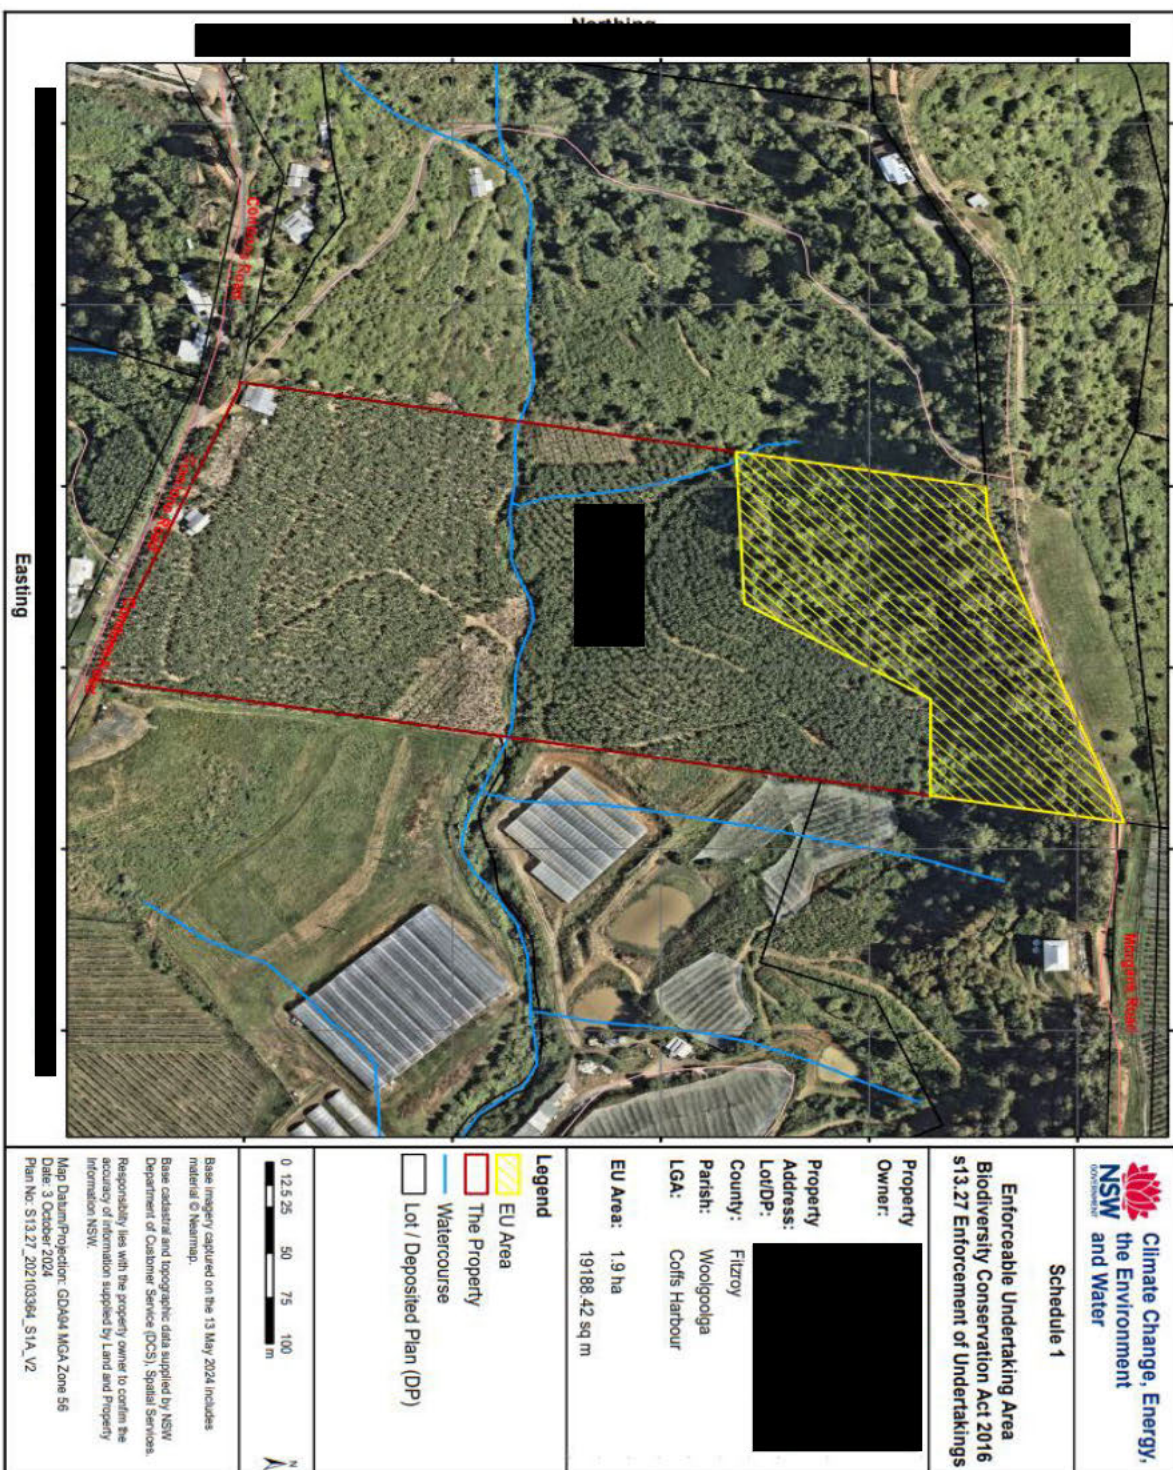 Northing
Easting
Morgans Road
NSW
GOVERNMENT
Climate Change, Energy,
the Environment
and Water
Schedule 1
Enforceable Undertaking Area
Biodiversity Conservation Act 2016
s13.27 Enforcement of Undertakings
Property
Owner:
Property
Address:
Lot/DP:
County: Fitzroy
Parish: Woolgoolga
LGA: Coffs Harbour
EU Area: 1.9 ha
19188.42 sq m
Legend
EU Area
The Property
Watercourse
Lot / Deposited Plan (DP)
0 12.5 25 50 75 100
m
N
Base imagery captured on the 13 May 2024 includes
material © Nearmap.
Base cadastral and topographic data supplied by NSW
Department of Customer Service (DCS), Spatial Services.
Responsibility lies with the property owner to confirm the
accuracy of information supplied by Land and Property
Information NSW.
Map Datum/Projection: GDA94 MGA Zone 56
Date: 3 October 2024
Plan No: S13.27_202103364_S1A_V2